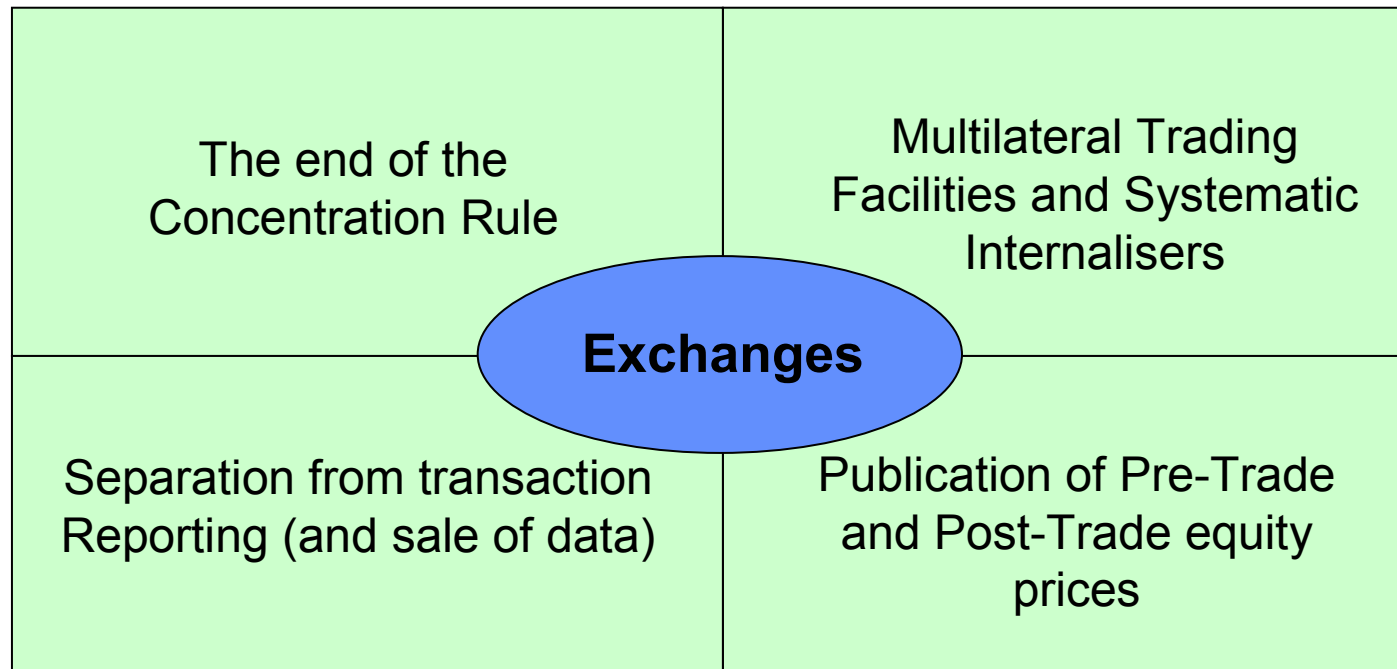 The end of the
Concentration Rule
Multilateral Trading
Facilities and Systematic
Internalisers
Exchanges
Separation from transaction
Reporting (and sale of data)
Publication of Pre-Trade
and Post-Trade equity
prices